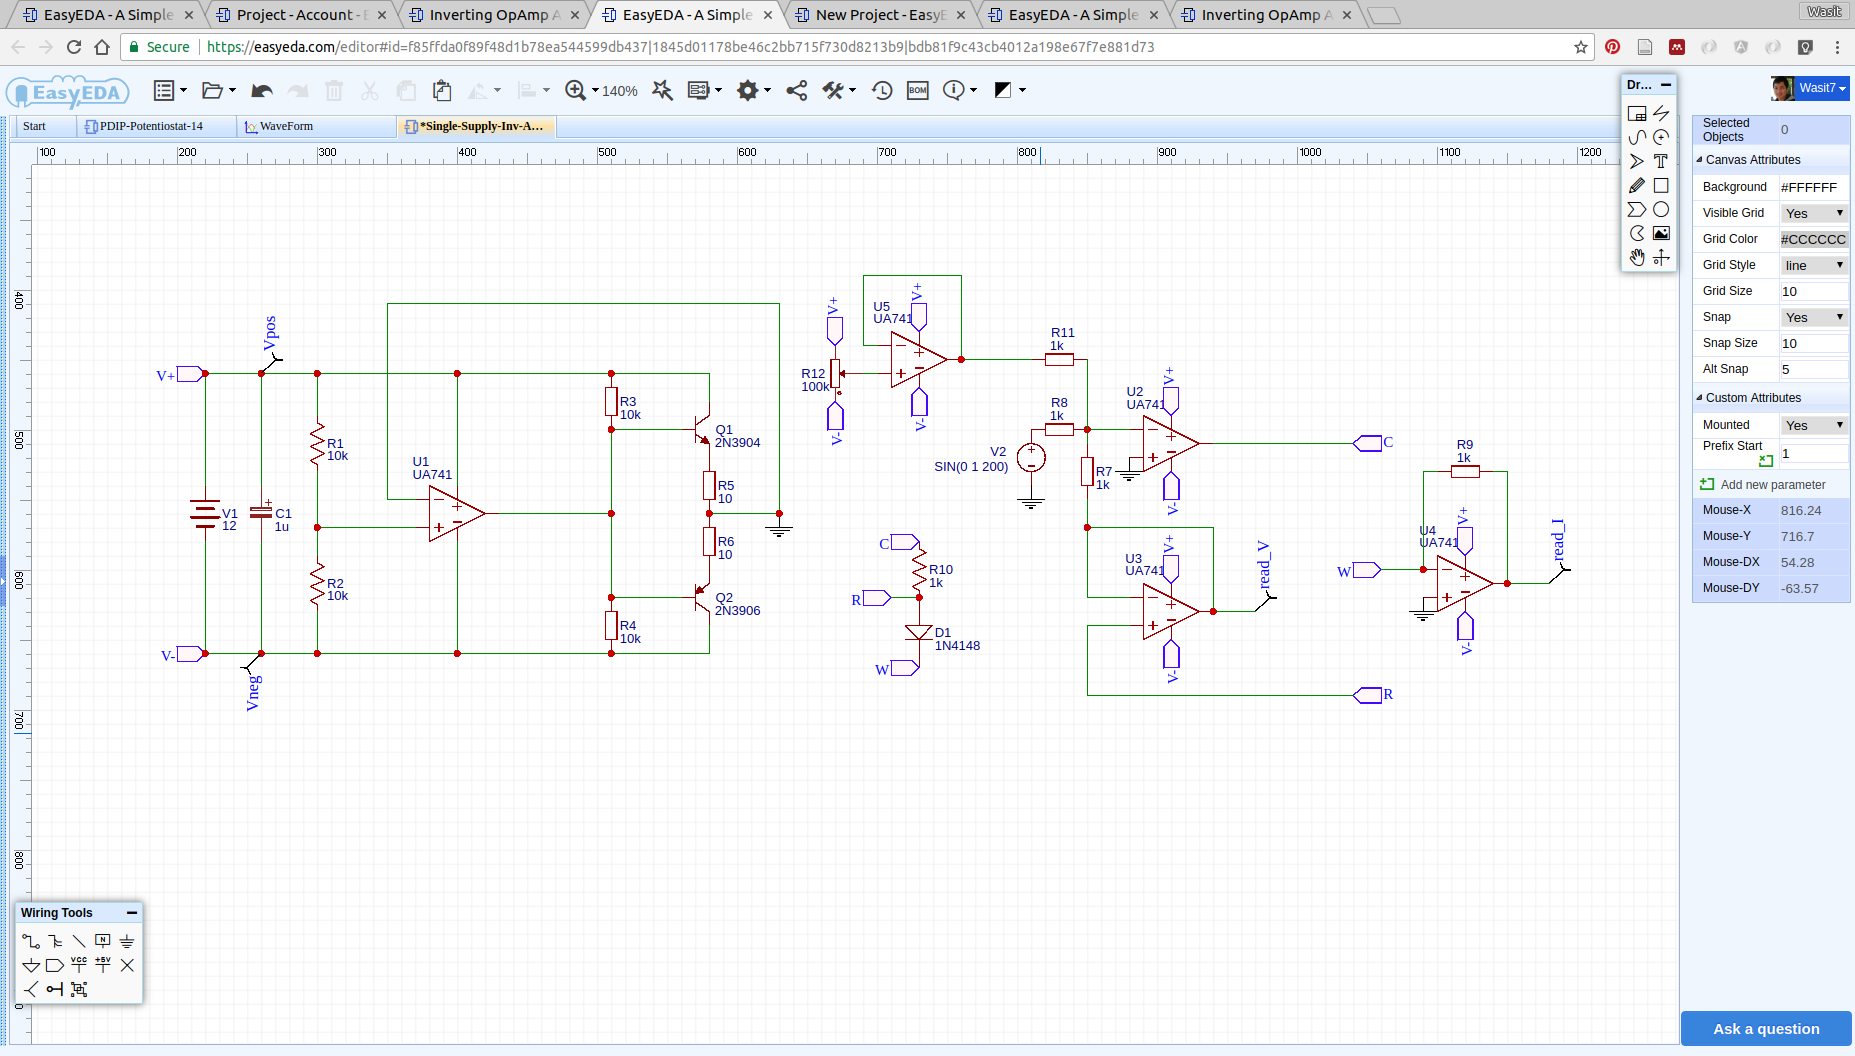 EasyEDA - A Simple
Project - Account - E
Inverting OpAmp A
EasyEDA - A Simple
New Project - EasyE
EasyEDA - A Simple
Inverting OpAmp A
Wasit
Secure
https://easyeda.com/editor#id=f85ffda0f89f48d1b78ea544599db437|1845d01178be46c2bb715f730d8213b9|bdb81f9c43cb4012a198e67f7e881d73
EasyEDA
140%
BOM
Dr...
Wasit7
Start
PDIP-Potentiostat-14
WaveForm
*Single-Supply-Inv-A...
100
200
300
400
500
600
700
800
900
1000
1100
1200
400
500
600
700
800
Vpos
V+
V-
Vneg
V1
12
C1
1u
+
R1
10k
R2
10k
U1
UA741
R3
10k
R4
10k
Q1
2N3904
R5
10
R6
10
Q2
2N3906
V+
R12
100k
V-
U5
UA741
V+
V-
R11
1k
R8
1k
V2
SIN(0 1 200)
R7
1k
U2
UA741
V+
V-
C
U3
UA741
V+
V-
read_V
R
C
R10
1k
R
D1
1N4148
W
R9
1k
W
U4
UA741
V+
V-
read_I
Selected
Objects
0
Canvas Attributes
Background
#FFFFFF
Visible Grid
Yes
Grid Color
#CCCCCC
Grid Style
line
Grid Size
10
Snap
Yes
Snap Size
10
Alt Snap
5
Custom Attributes
Mounted
Yes
Prefix Start
1
Add new parameter
Mouse-X
816.24
Mouse-Y
716.7
Mouse-DX
54.28
Mouse-DY
-63.57
Wiring Tools
N
VCC
+5V
Ask a question